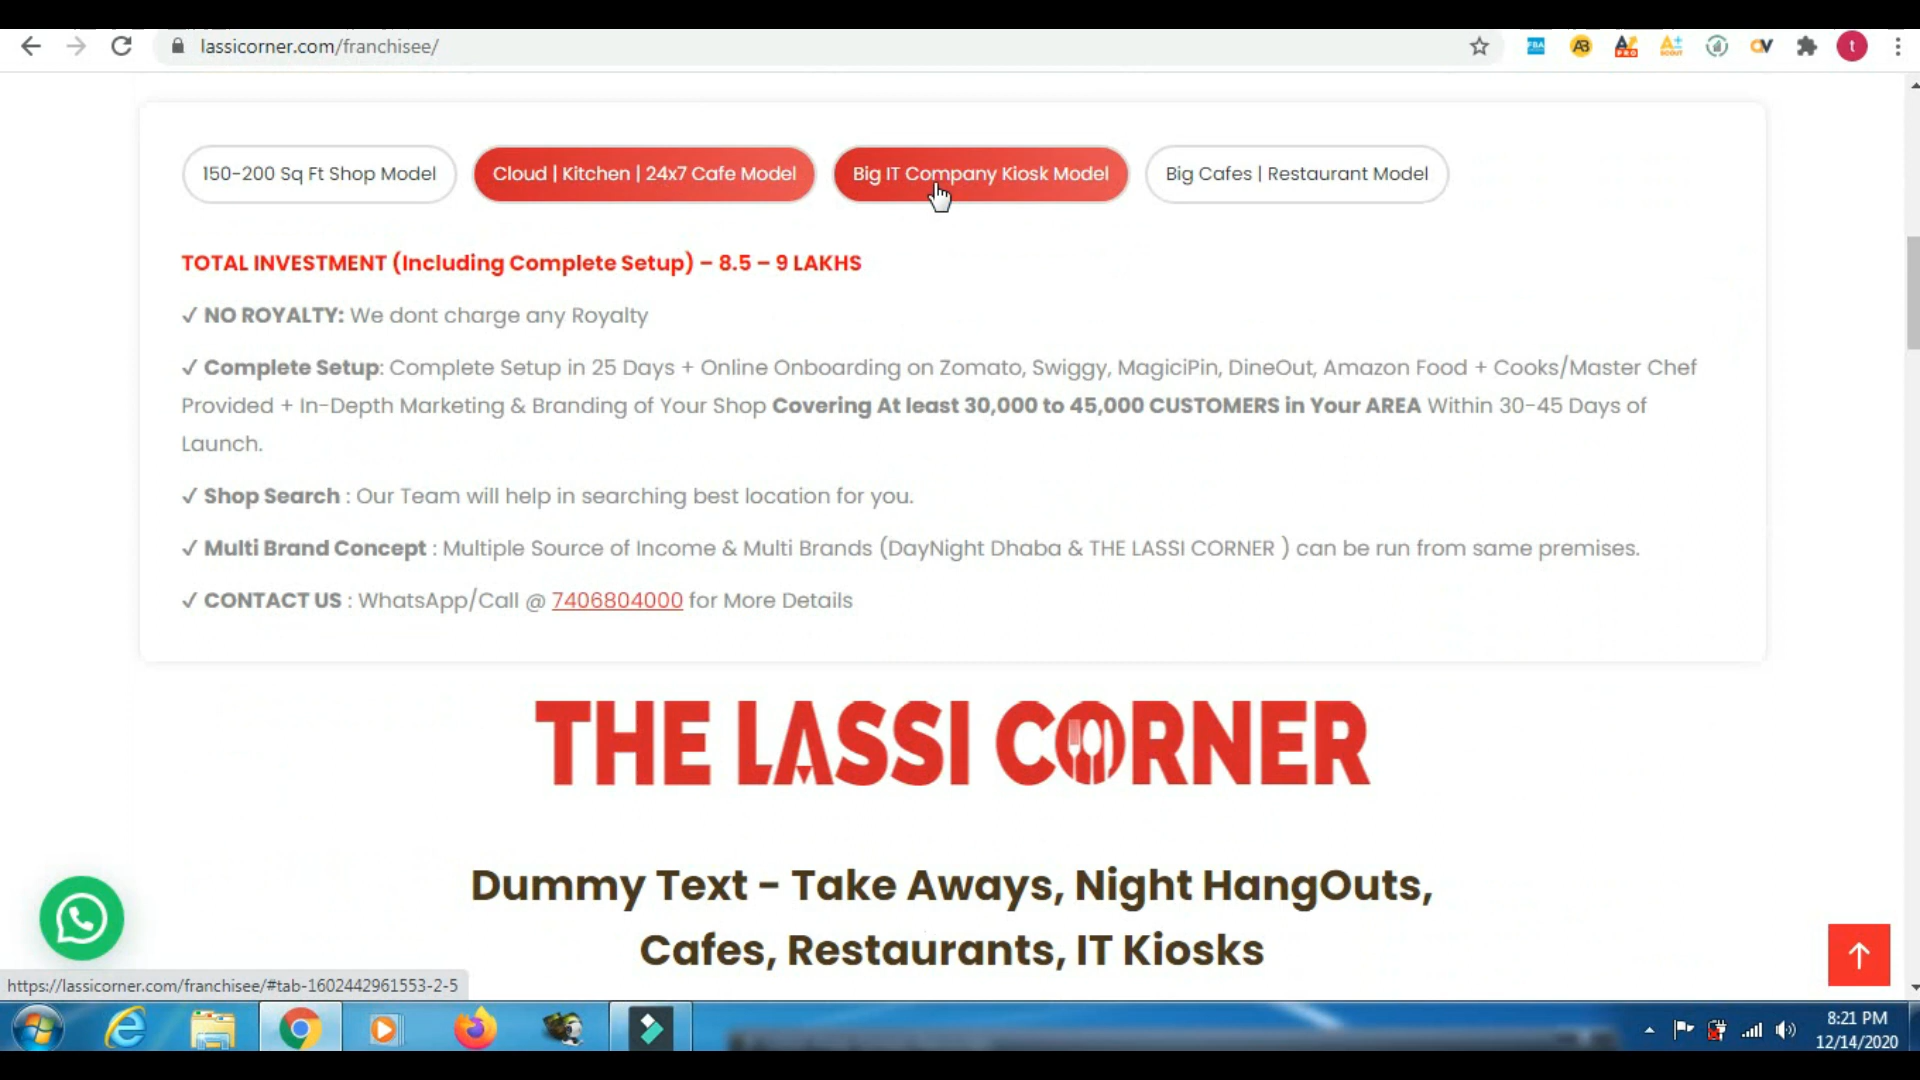 lassicorner.com/franchisee/
150-200 Sq Ft Shop Model
Cloud | Kitchen | 24x7 Cafe Model
Big IT Company Kiosk Model
Big Cafes | Restaurant Model
TOTAL INVESTMENT (Including Complete Setup) – 8.5 – 9 LAKHS
✓ NO ROYALTY: We dont charge any Royalty
✓ Complete Setup: Complete Setup in 25 Days + Online Onboarding on Zomato, Swiggy, MagiciPin, DineOut, Amazon Food + Cooks/Master Chef
Provided + In-Depth Marketing & Branding of Your Shop Covering At least 30,000 to 45,000 CUSTOMERS in Your AREA Within 30-45 Days of
Launch.
✓ Shop Search : Our Team will help in searching best location for you.
✓ Multi Brand Concept : Multiple Source of Income & Multi Brands (DayNight Dhaba & THE LASSI CORNER ) can be run from same premises.
✓ CONTACT US : WhatsApp/Call @ 7406804000 for More Details
THE LASSI CORNER
Dummy Text - Take Aways, Night HangOuts,
Cafes, Restaurants, IT Kiosks
https://lassicorner.com/franchisee/#tab-1602442961553-2-5
8:21 PM
12/14/2020